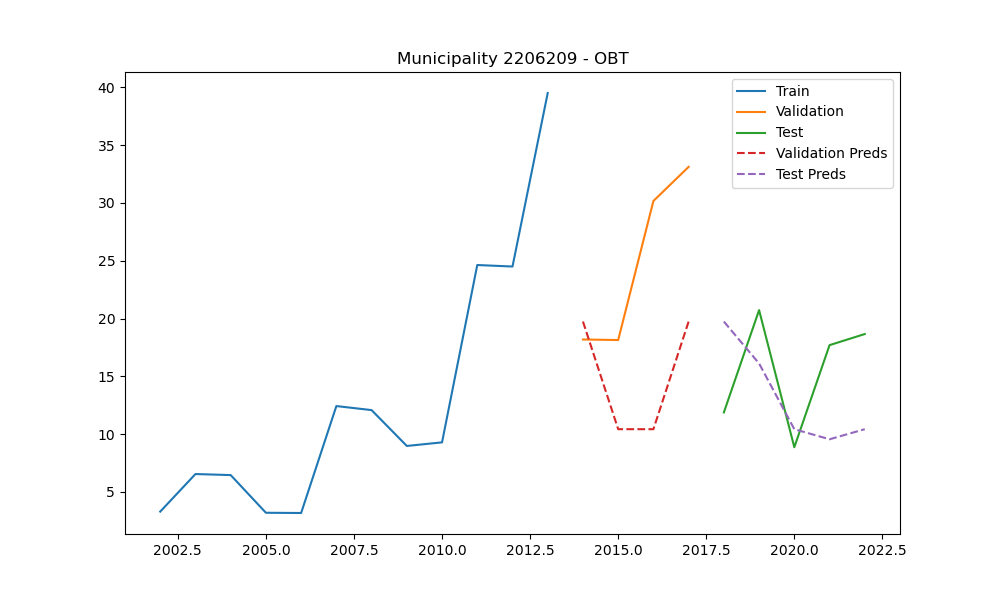 Municipality 2206209 - OBT
40
35
30
25
20
15
10
5
Train
Validation
Test
Validation Preds
Test Preds
2002.5 2005.0 2007.5 2010.0 2012.5 2015.0 2017.5 2020.0 2022.5